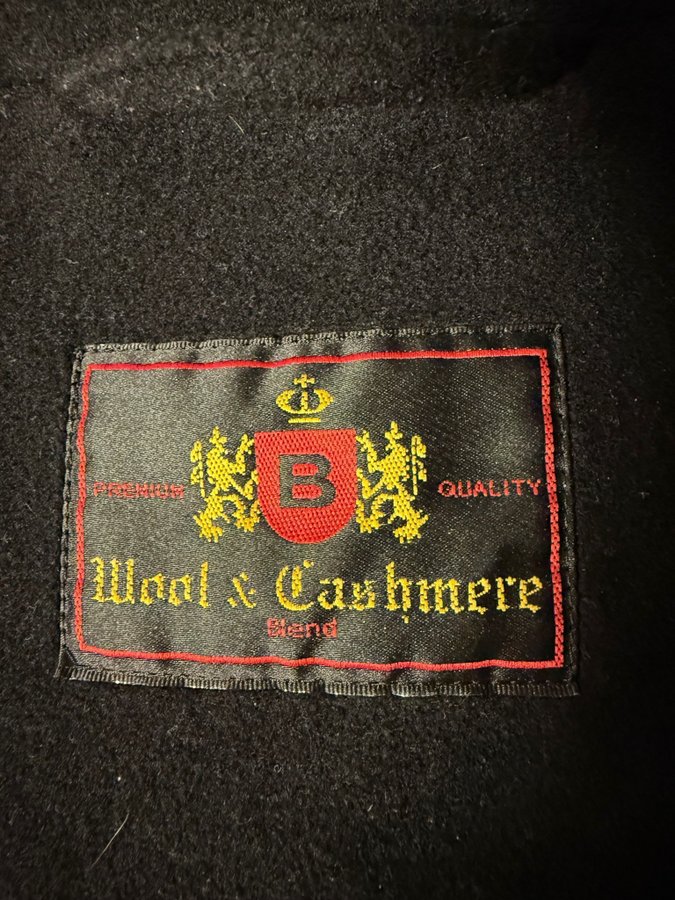 B
PREMIUM QUALITY
Wool & Cashmere
Blend